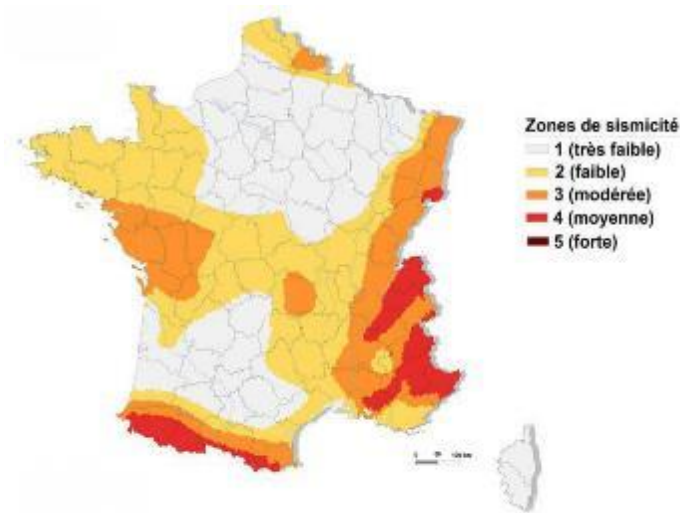 Zones de sismicité
1 (très faible)
2 (faible)
3 (modérée)
4 (moyenne)
5 (forte)